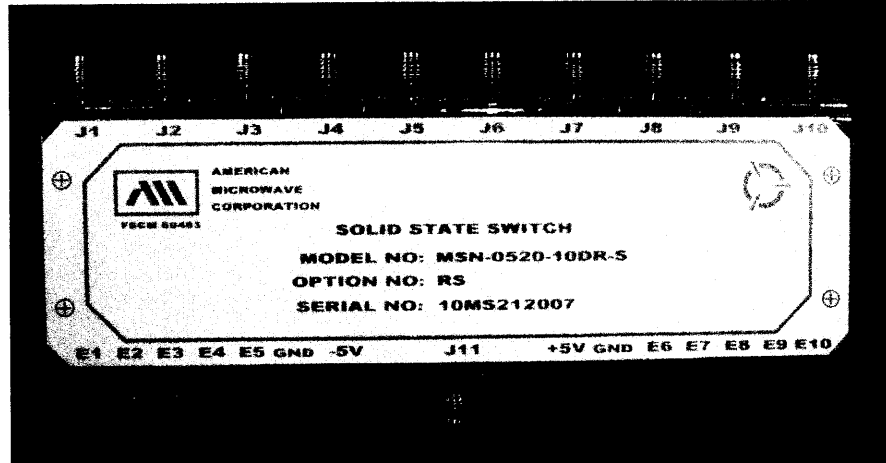 J1 J2 J3 J4 J5 J6 J7 J8 J9 J10
AMERICAN
MICROWAVE
CORPORATION
FSCM 60483
SOLID STATE SWITCH
MODEL NO: MSN-0520-10DR-S
OPTION NO: RS
SERIAL NO: 10MS212007
E1 E2 E3 E4 E5 GND -5V J11 +5V GND E6 E7 E8 E9 E10